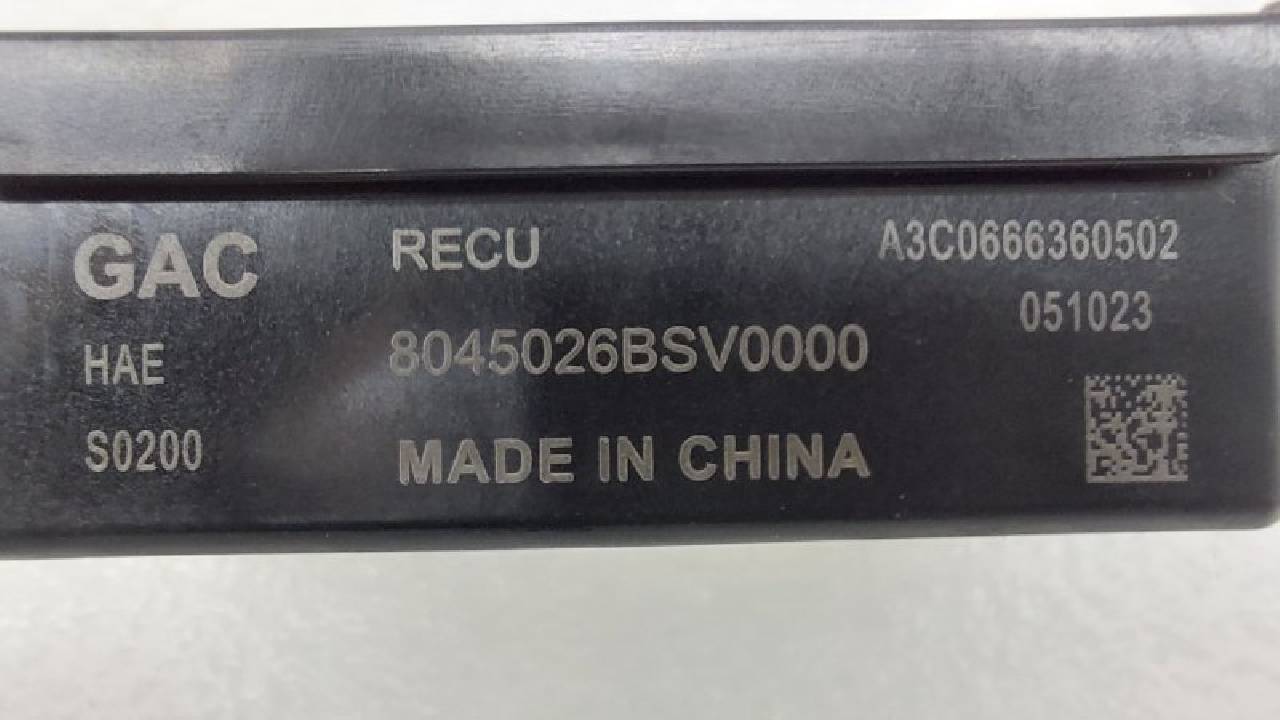 GAC RECU A3C0666360502
051023
HAE 8045026BSV0000
S0200 MADE IN CHINA